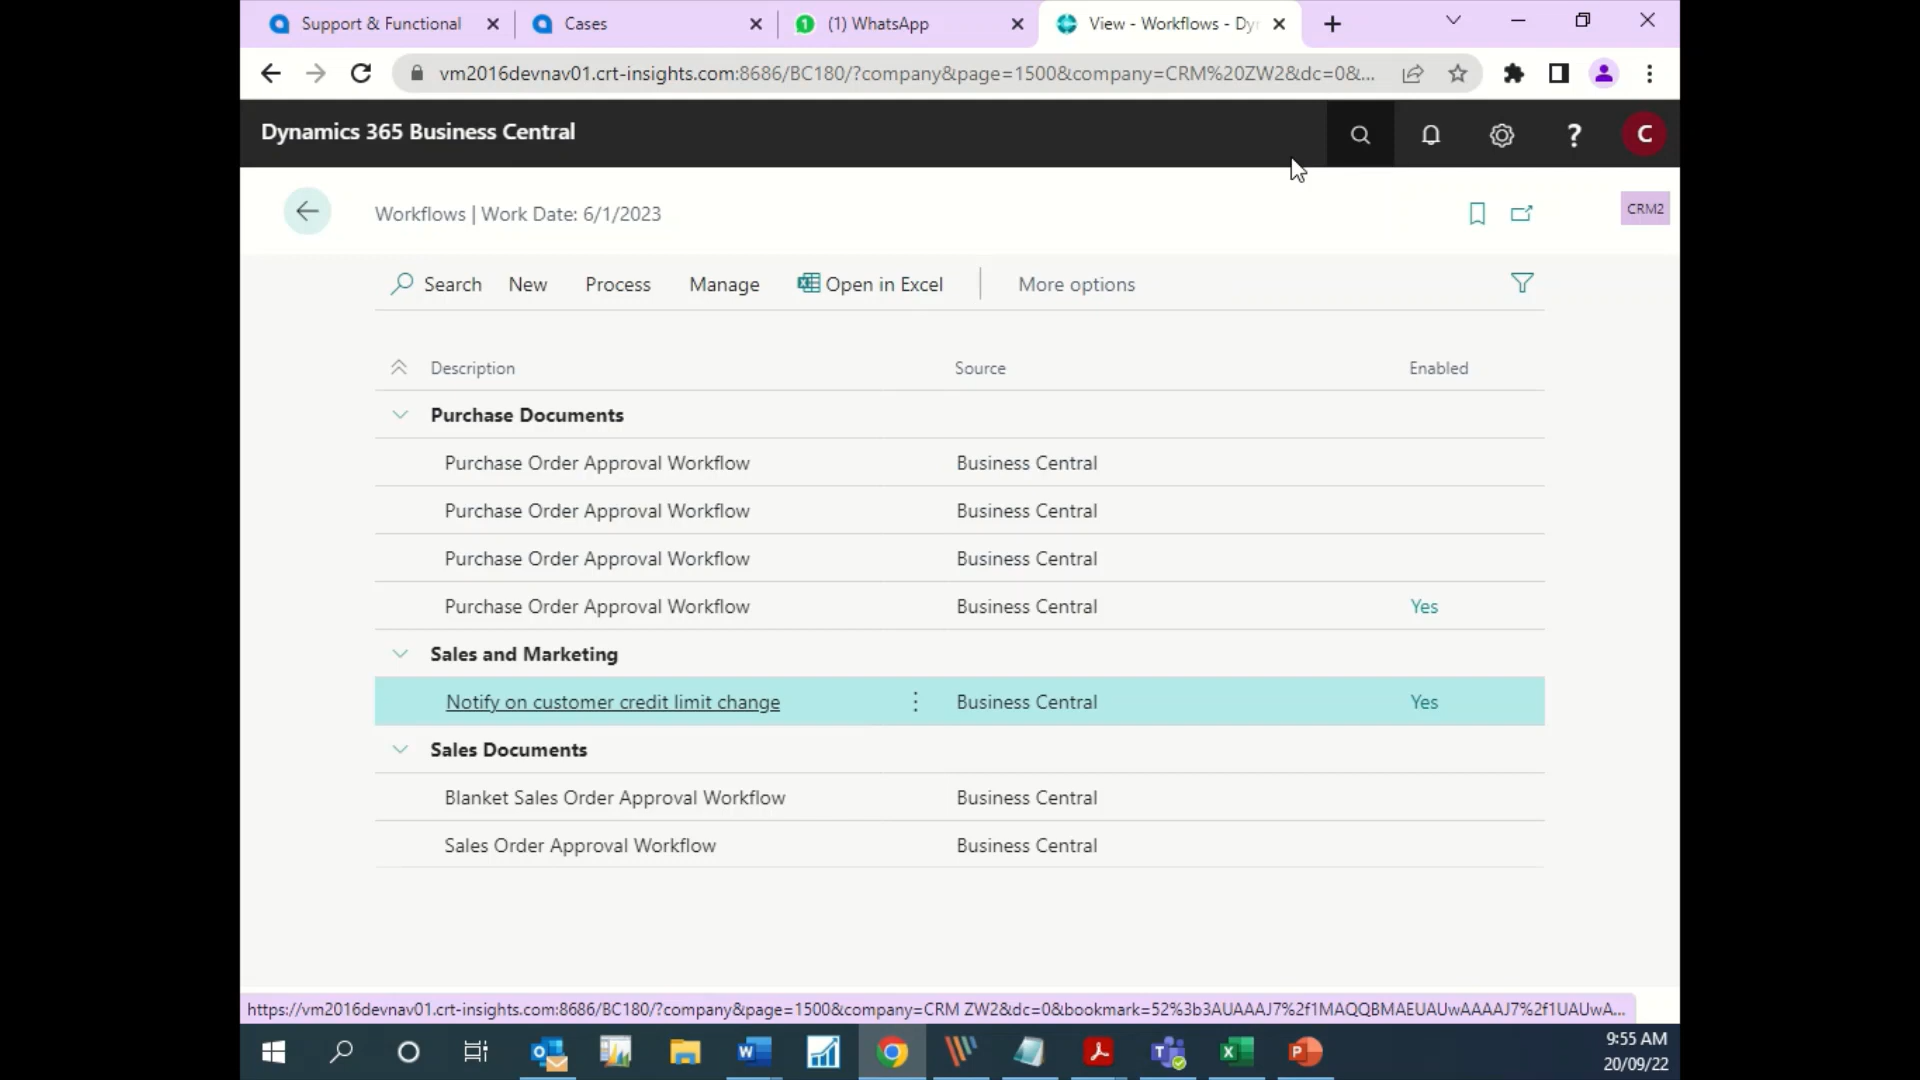 Support & Functional
Cases
(1) WhatsApp
View - Workflows - Dy
vm2016devnav01.crt-insights.com:8686/BC180/?company&page=1500&company=CRM%20ZW2&dc=0&...
Dynamics 365 Business Central
C
Workflows | Work Date: 6/1/2023
CRM2
Search New Process Manage Open in Excel More options
Description Source Enabled
Purchase Documents
Purchase Order Approval Workflow Business Central
Purchase Order Approval Workflow Business Central
Purchase Order Approval Workflow Business Central
Purchase Order Approval Workflow Business Central Yes
Sales and Marketing
Notify on customer credit limit change Business Central Yes
Sales Documents
Blanket Sales Order Approval Workflow Business Central
Sales Order Approval Workflow Business Central
https://vm2016devnav01.crt-insights.com:8686/BC180/?company&page=1500&company=CRM ZW2&dc=0&bookmark=52%3b3AUAAAJ7%2f1MAQQBMAEUAUwAAAAJ7%2f1UAUwA...
9:55 AM
20/09/22